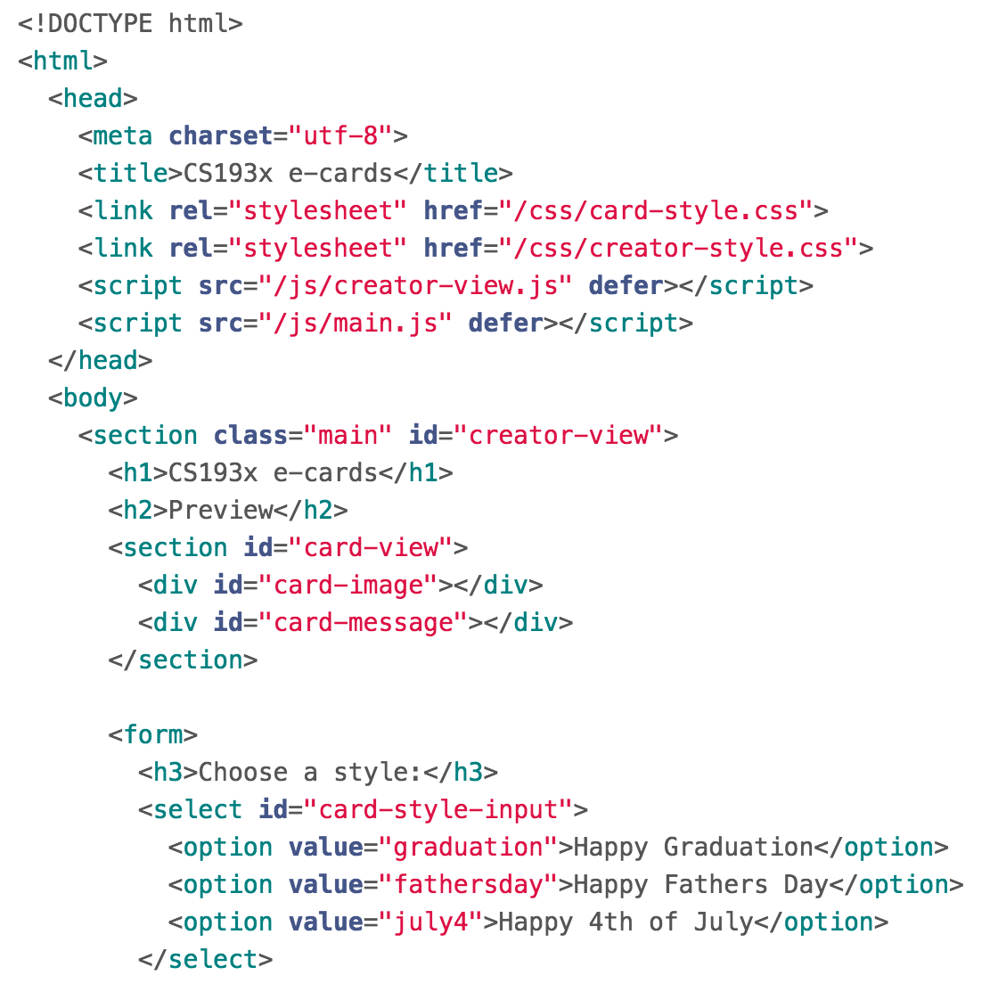 <!DOCTYPE html>
<html>
  <head>
    <meta charset="utf-8">
    <title>CS193x e-cards</title>
    <link rel="stylesheet" href="/css/card-style.css">
    <link rel="stylesheet" href="/css/creator-style.css">
    <script src="/js/creator-view.js" defer></script>
    <script src="/js/main.js" defer></script>
  </head>
  <body>
    <section class="main" id="creator-view">
      <h1>CS193x e-cards</h1>
      <h2>Preview</h2>
      <section id="card-view">
        <div id="card-image"></div>
        <div id="card-message"></div>
      </section>

      <form>
        <h3>Choose a style:</h3>
        <select id="card-style-input">
          <option value="graduation">Happy Graduation</option>
          <option value="fathersday">Happy Fathers Day</option>
          <option value="july4">Happy 4th of July</option>
        </select>